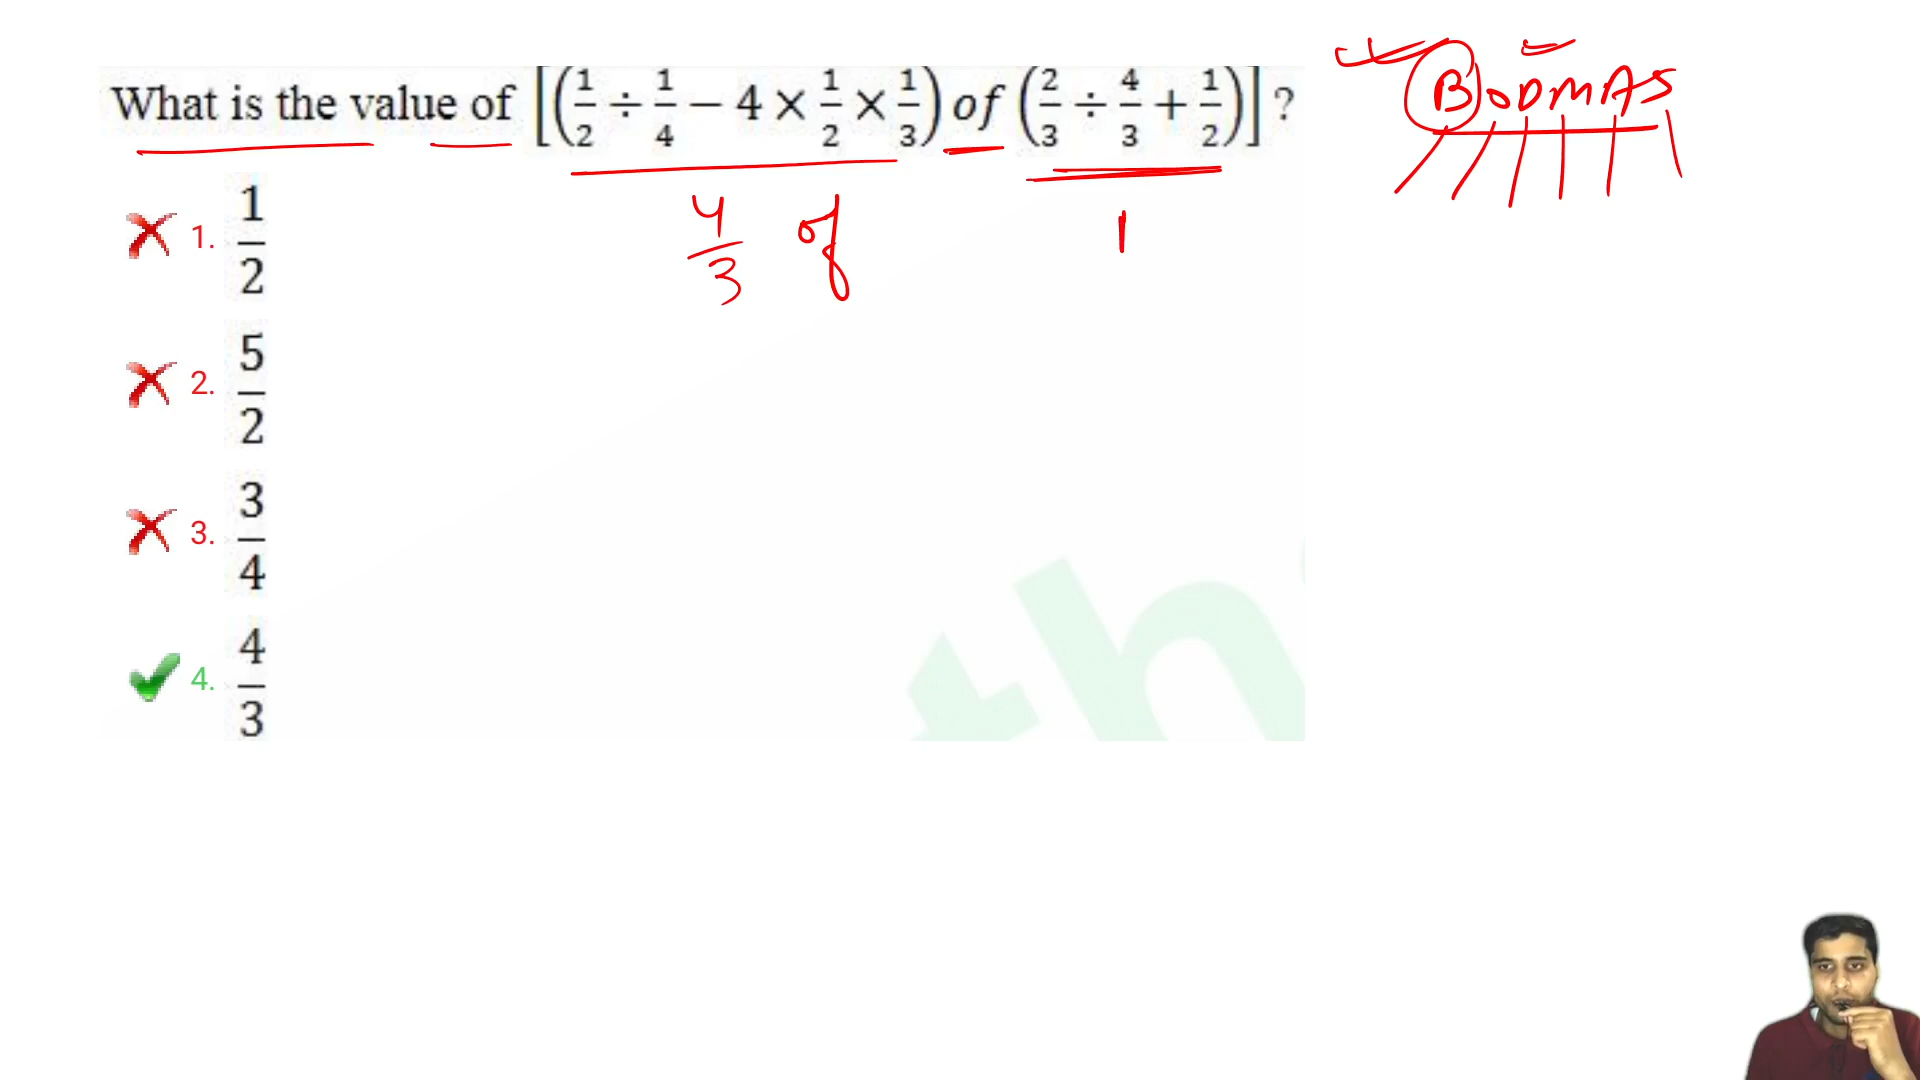 What is the value of [(1/2 ÷ 1/4 − 4 × 1/2 × 1/3) of (2/3 ÷ 4/3 + 1/2)] ?
BODMAS
4/3 of 1
1. 1/2
2. 5/2
3. 3/4
4. 4/3